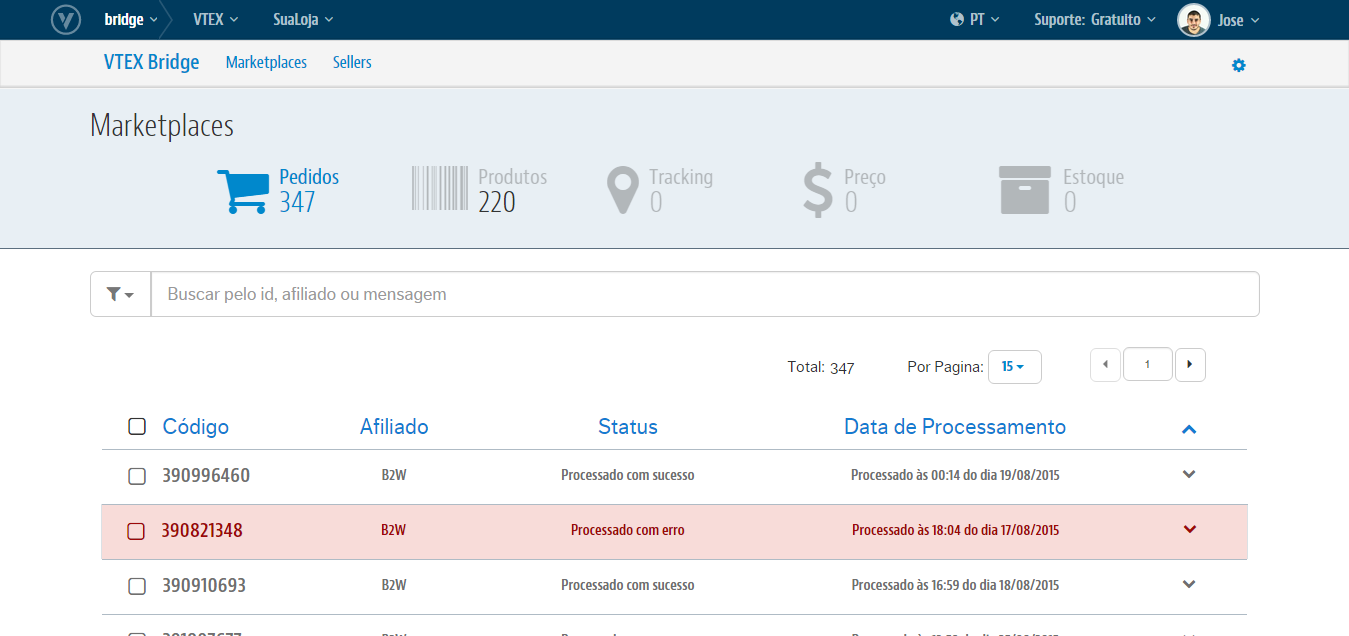 bridge VTEX SuaLoja PT Suporte: Gratuito Jose
VTEX Bridge Marketplaces Sellers
Marketplaces
Pedidos Produtos Tracking Preço Estoque
347 220 0 0 0
Buscar pelo id, afiliado ou mensagem
Total: 347 Por Pagina: 15 1
Código Afiliado Status Data de Processamento
390996460 B2W Processado com sucesso Processado às 00:14 do dia 19/08/2015
390821348 B2W Processado com erro Processado às 18:04 do dia 17/08/2015
390910693 B2W Processado com sucesso Processado às 16:59 do dia 18/08/2015